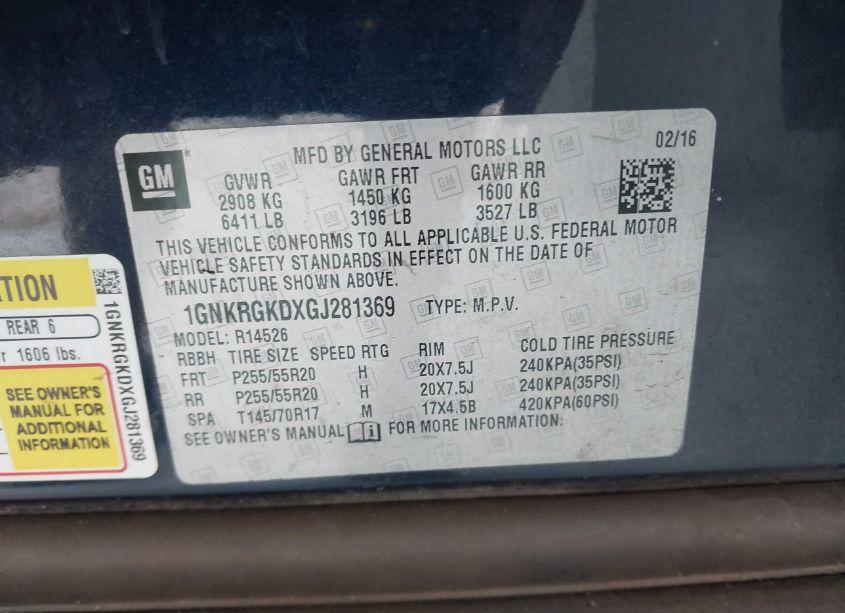 GM
MFD BY GENERAL MOTORS LLC
02/16
GVWR GAWR FRT GAWR RR
2908 KG 1450 KG 1600 KG
6411 LB 3196 LB 3527 LB
THIS VEHICLE CONFORMS TO ALL APPLICABLE U.S. FEDERAL MOTOR
VEHICLE SAFETY STANDARDS IN EFFECT ON THE DATE OF
MANUFACTURE SHOWN ABOVE.
1GNKRGKDXGJ281369 TYPE: M.P.V.
MODEL: R14526
RBBH TIRE SIZE SPEED RTG RIM COLD TIRE PRESSURE
FRT P255/55R20 H 20X7.5J 240KPA(35PSI)
RR P255/55R20 H 20X7.5J 240KPA(35PSI)
SPA T145/70R17 M 17X4.5B 420KPA(60PSI)
SEE OWNER'S MANUAL FOR MORE INFORMATION.
REAR 6
1606 lbs.
SEE OWNER'S
MANUAL FOR
ADDITIONAL
INFORMATION
1GNKRGKDXGJ281369